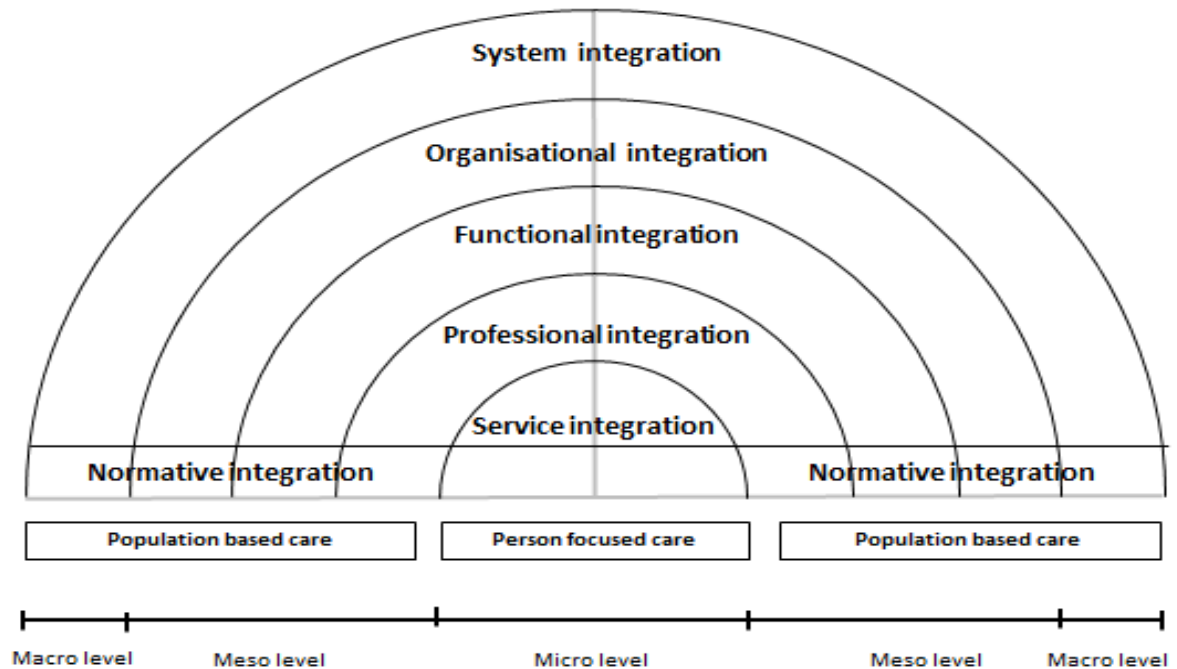 System integration
Organisational integration
Functional integration
Professional integration
Service integration
Normative integration Normative integration
Population based care Person focused care Population based care
Macro level Meso level Micro level Meso level Macro level